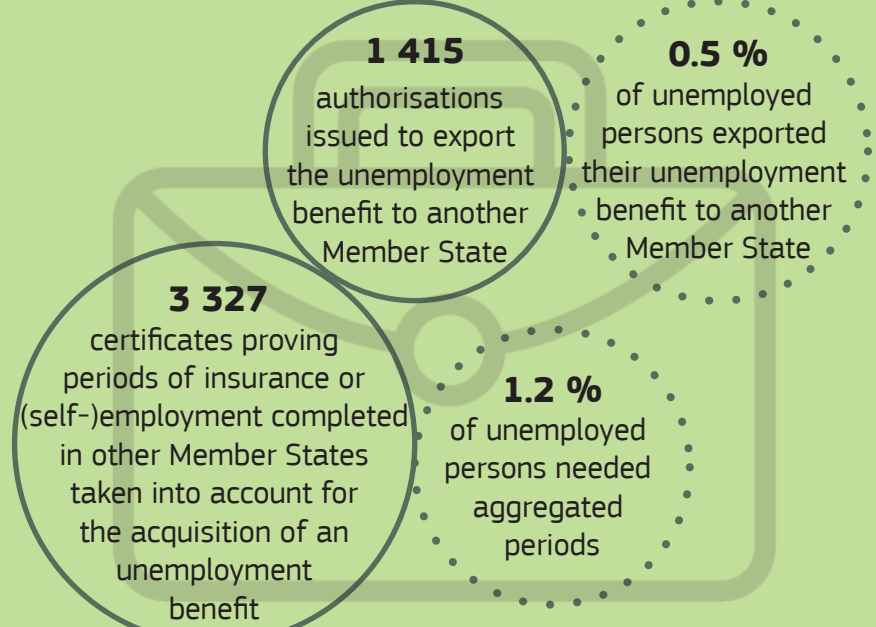 1 415
authorisations
issued to export
the unemployment
benefit to another
Member State
0.5 %
of unemployed
persons exported
their unemployment
benefit to another
Member State
3 327
certificates proving
periods of insurance or
(self-)employment completed
in other Member States
taken into account for
the acquisition of an
unemployment
benefit
1.2 %
of unemployed
persons needed
aggregated
periods